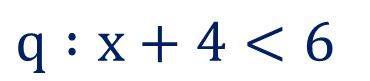 q : x + 4 < 6